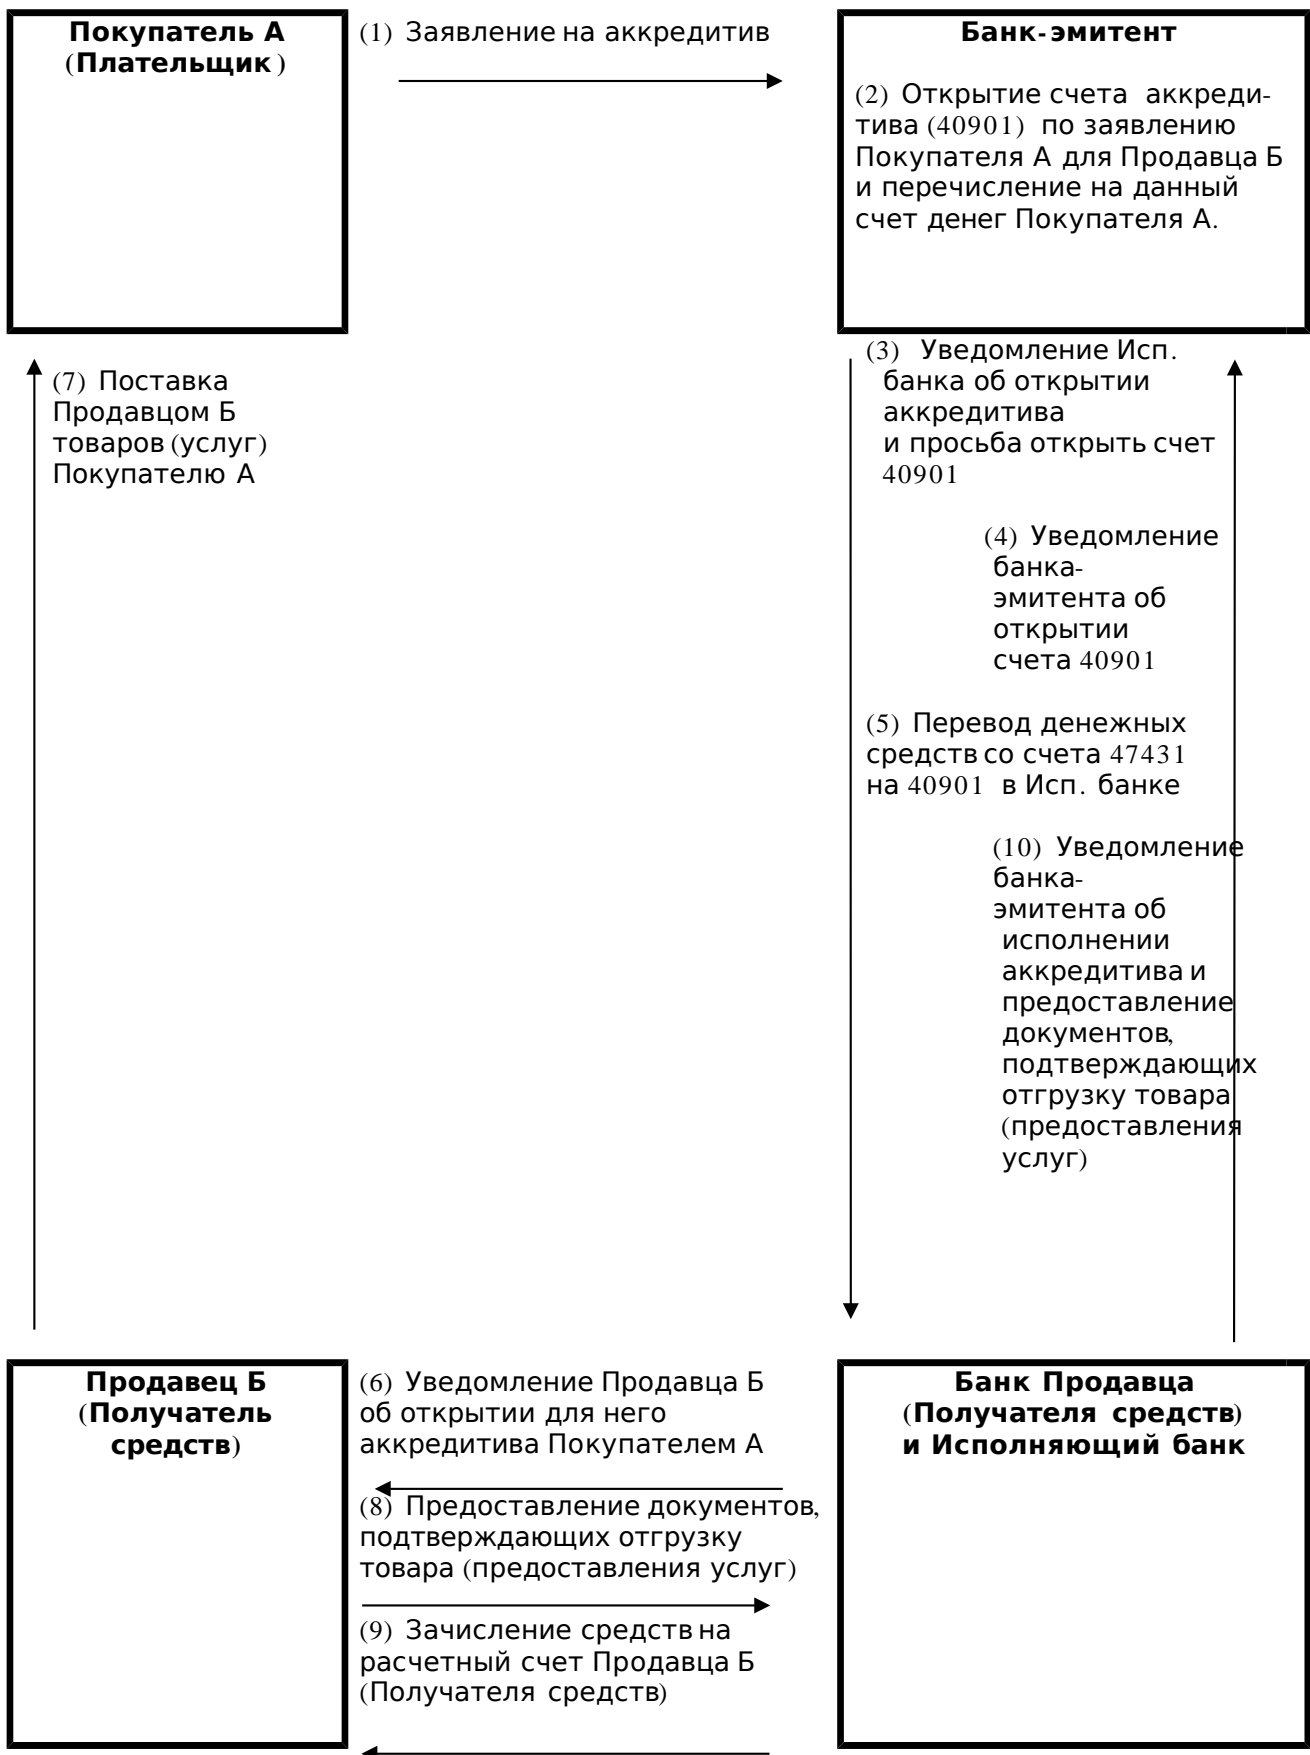 Покупатель А
(Плательщик)
(1) Заявление на аккредитив
Банк-эмитент
(2) Открытие счета аккреди-
тива (40901) по заявлению
Покупателя А для Продавца Б
и перечисление на данный
счет денег Покупателя А.
(7) Поставка
Продавцом Б
товаров (услуг)
Покупателю А
(3) Уведомление Исп.
банка об открытии
аккредитива
и просьба открыть счет
40901
(4) Уведомление
банка-
эмитента об
открытии
счета 40901
(5) Перевод денежных
средств со счета 47431
на 40901 в Исп. банке
(10) Уведомление
банка-
эмитента об
исполнении
аккредитива и
предоставление
документов,
подтверждающих
отгрузку товара
(предоставления
услуг)
Продавец Б
(Получатель
средств)
(6) Уведомление Продавца Б
об открытии для него
аккредитива Покупателем А
(8) Предоставление документов,
подтверждающих отгрузку
товара (предоставления услуг)
(9) Зачисление средств на
расчетный счет Продавца Б
(Получателя средств)
Банк Продавца
(Получателя средств)
и Исполняющий банк